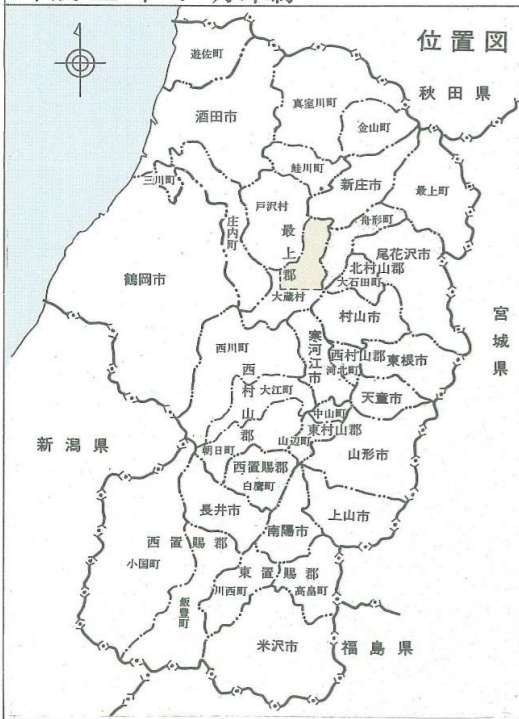 位置図
秋田県
遊佐町
真室川町
酒田市
金山町
鮭川町
新庄市
三川町
最上町
戸沢村
舟形町
庄内町
最上郡
尾花沢市
北村山郡
大石田町
鶴岡市
大蔵村
宮城県
村山市
寒河江市
西川町
西村山郡
東根市
河北町
西村山郡
大江町
天童市
中山町
東村山郡
新潟県
朝日町
山辺町
山形市
西置賜郡
白鷹町
長井市
上山市
南陽市
西置賜郡
小国町
東置賜郡
川西町
高畠町
飯豊町
米沢市
福島県